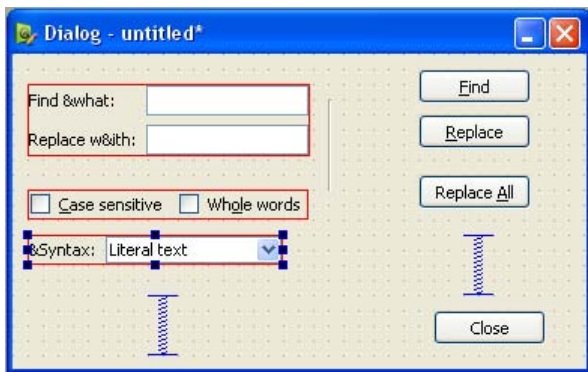 Dialog - untitled*
Find &what:
Replace w&ith:
Case sensitive
Whole words
&Syntax:
Literal text
Find
Replace
Replace All
Close